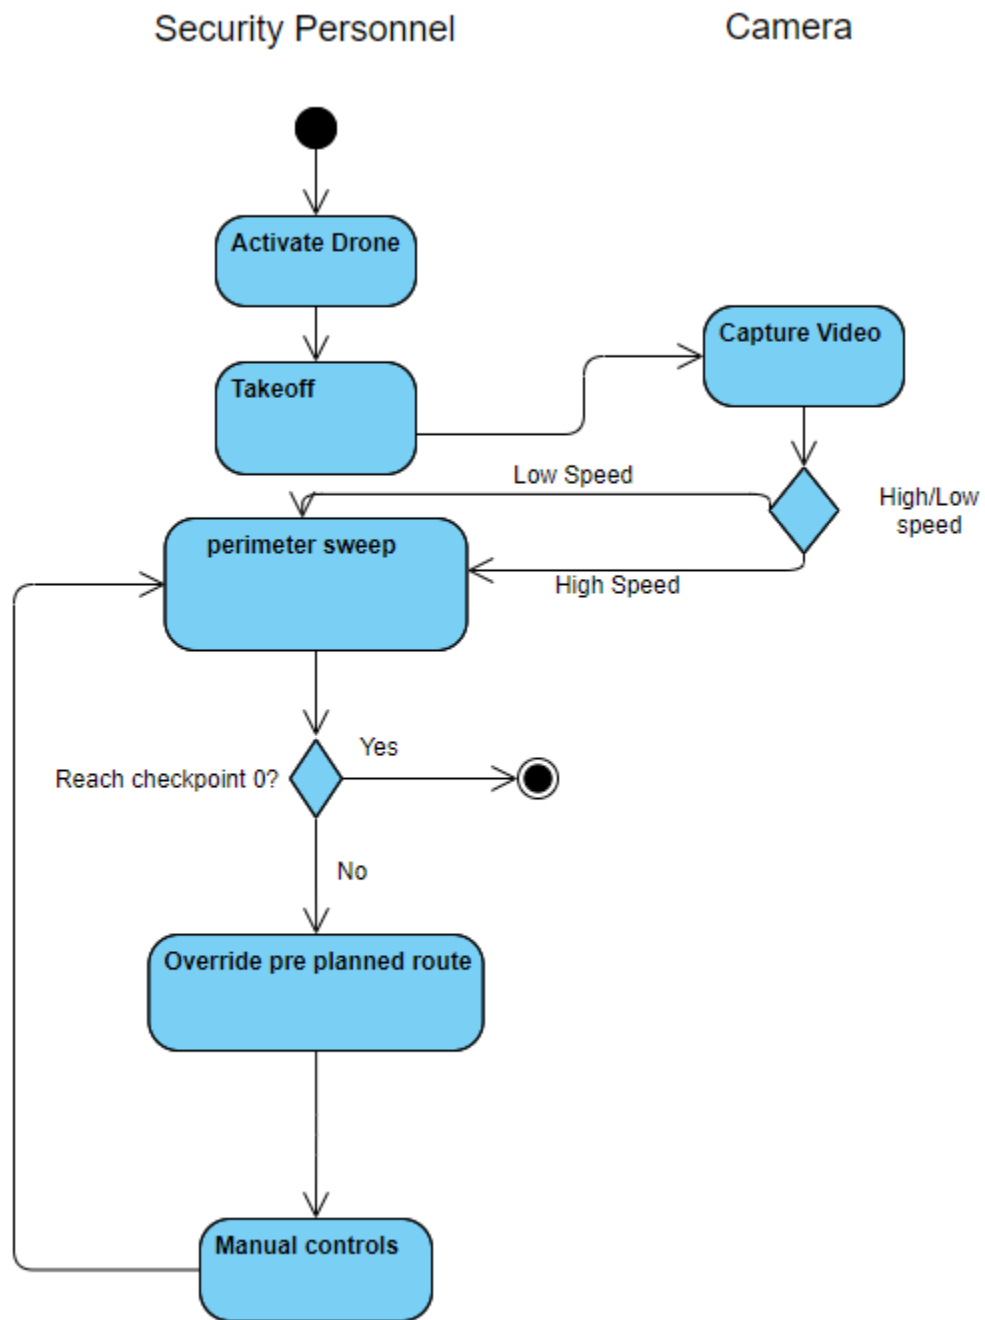 Security Personnel
Camera
Activate Drone
Capture Video
Takeoff
Low Speed
High/Low
speed
perimeter sweep
High Speed
Yes
Reach checkpoint 0?
No
Override pre planned route
Manual controls